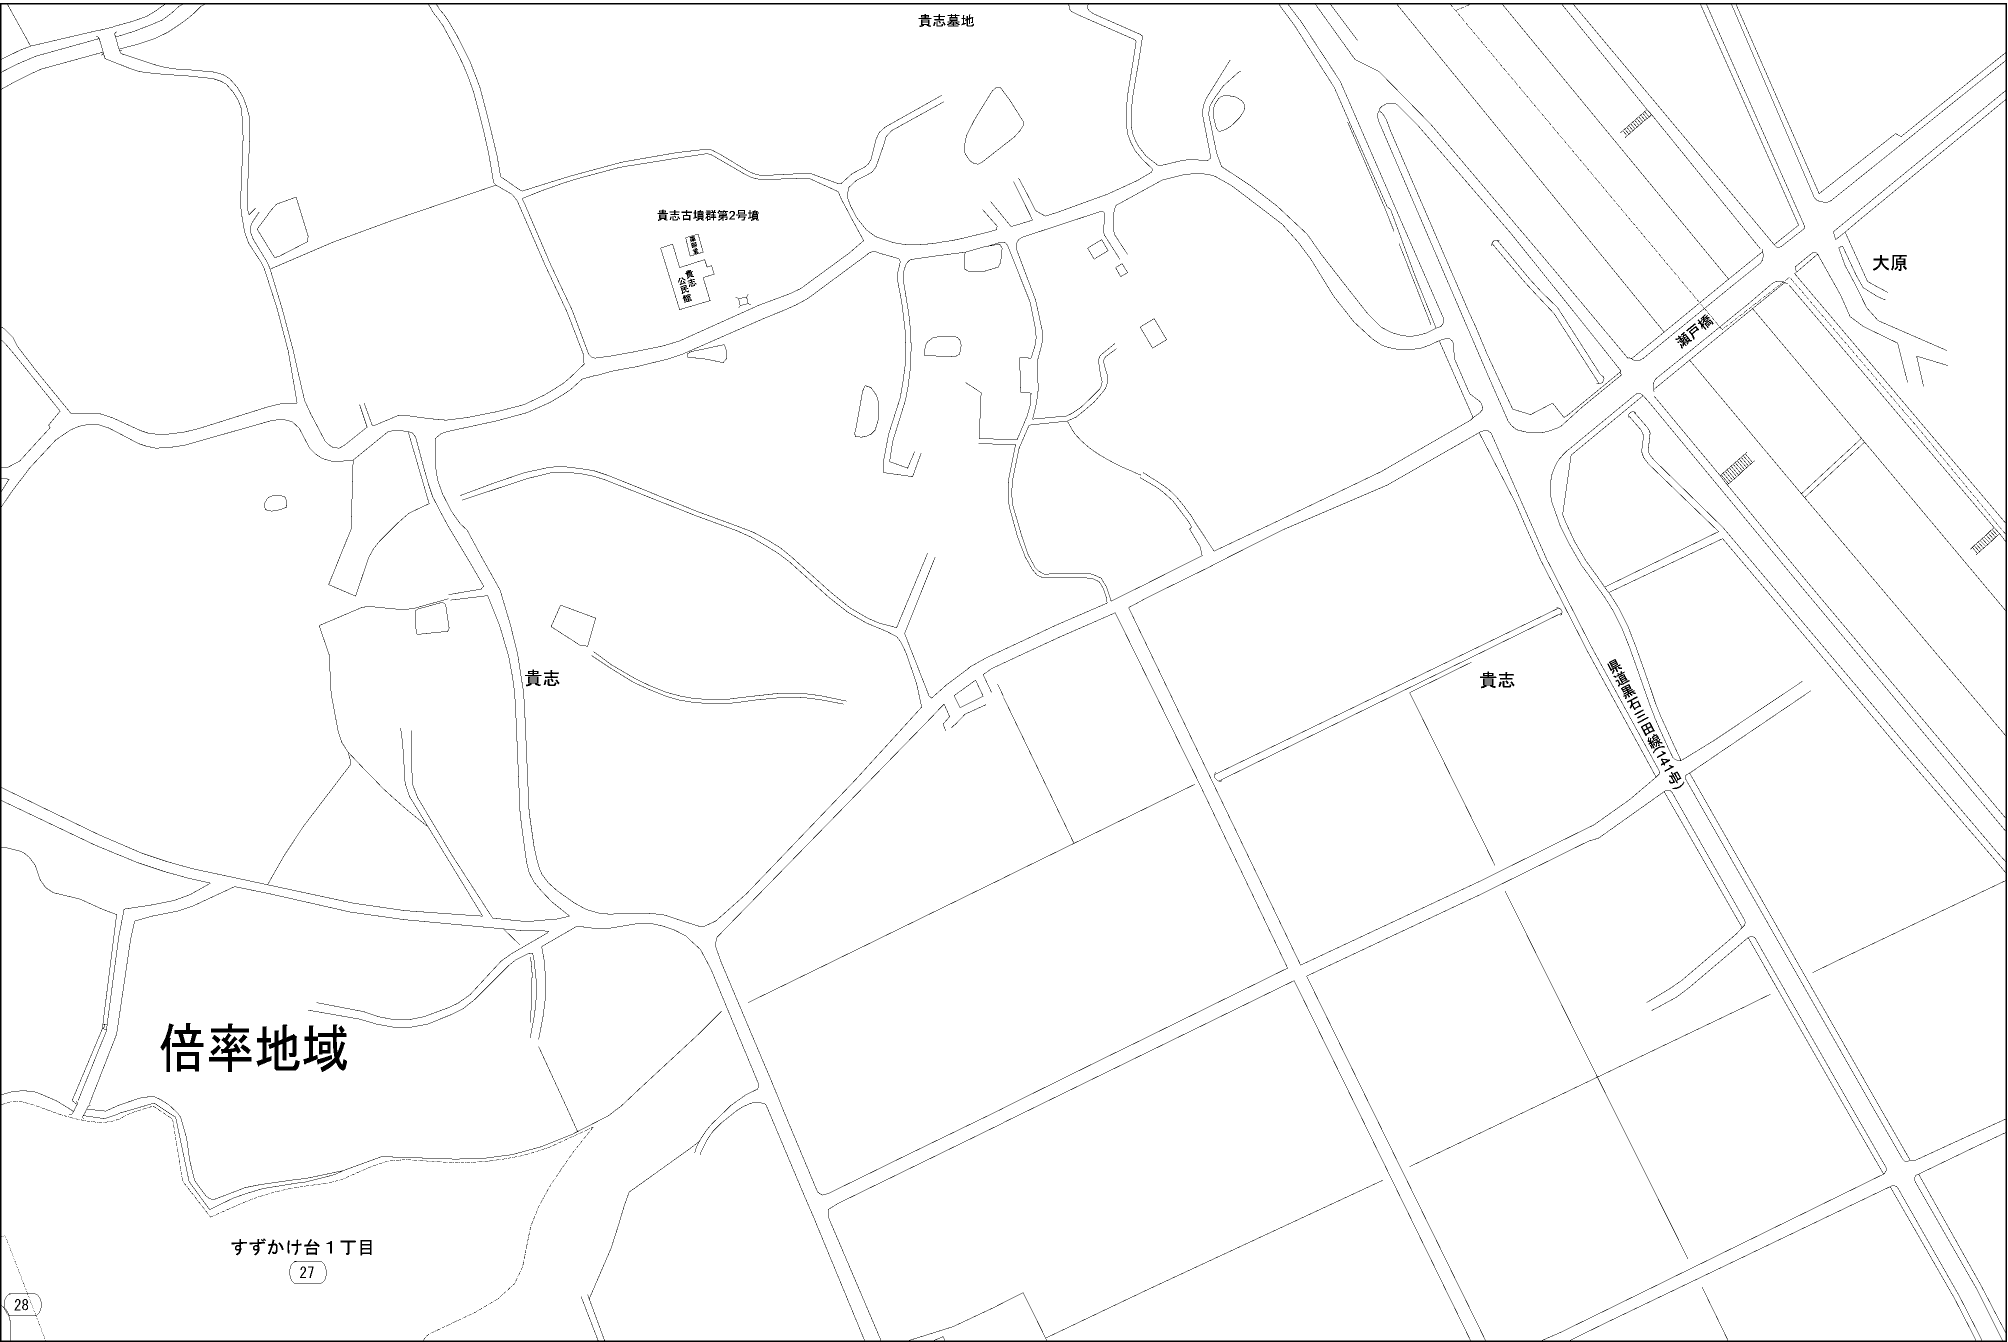 貴志墓地
貴志古墳群第2号墳
貴志
公民館
大原
瀬戸橋
貴志
貴志
県道黒石三田線(141号)
倍率地域
すずかけ台1丁目
27
28